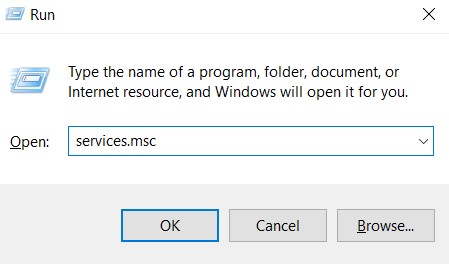 Run
Type the name of a program, folder, document, or
Internet resource, and Windows will open it for you.
Open: services.msc
OK Cancel Browse...